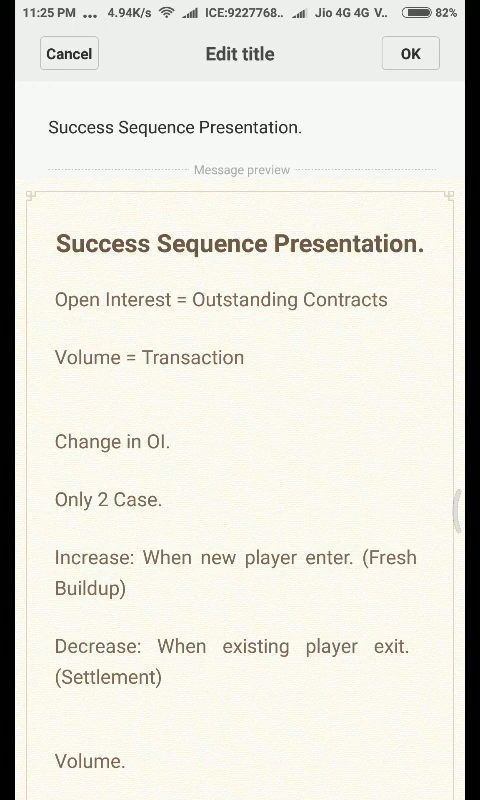 11:25 PM ... 4.94K/s ICE:9227768.. Jio 4G 4G V.. 82%
Cancel Edit title OK
Success Sequence Presentation.
Message preview
Success Sequence Presentation.
Open Interest = Outstanding Contracts
Volume = Transaction
Change in OI.
Only 2 Case.
Increase: When new player enter. (Fresh
Buildup)
Decrease: When existing player exit.
(Settlement)
Volume.